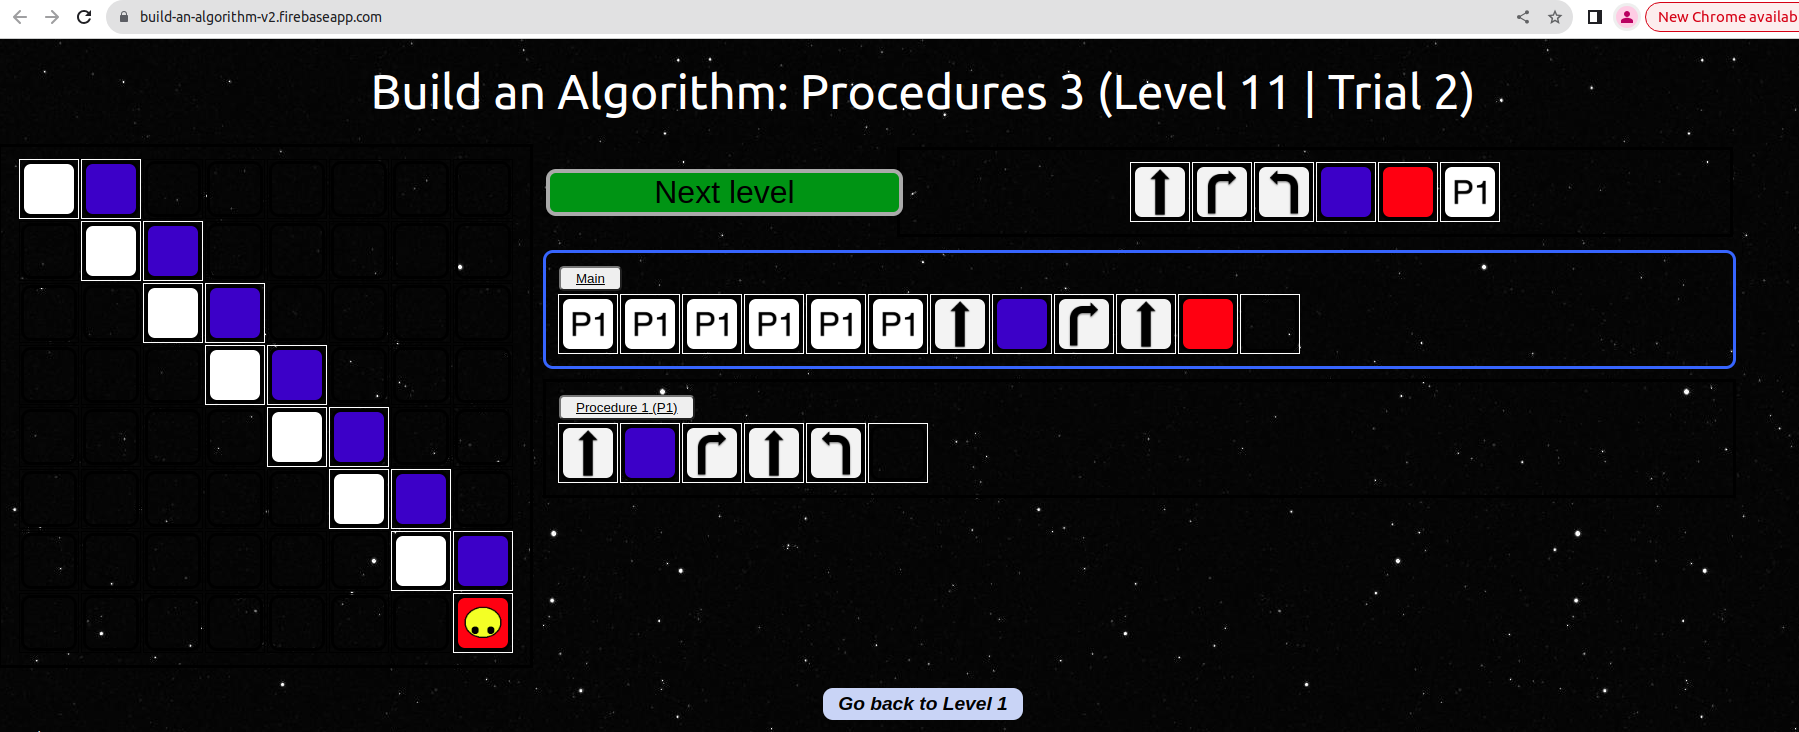 build-an-algorithm-v2.firebaseapp.com
New Chrome availab
Build an Algorithm: Procedures 3 (Level 11 | Trial 2)
Next level
P1
Main
P1 P1 P1 P1 P1 P1
Procedure 1 (P1)
Go back to Level 1